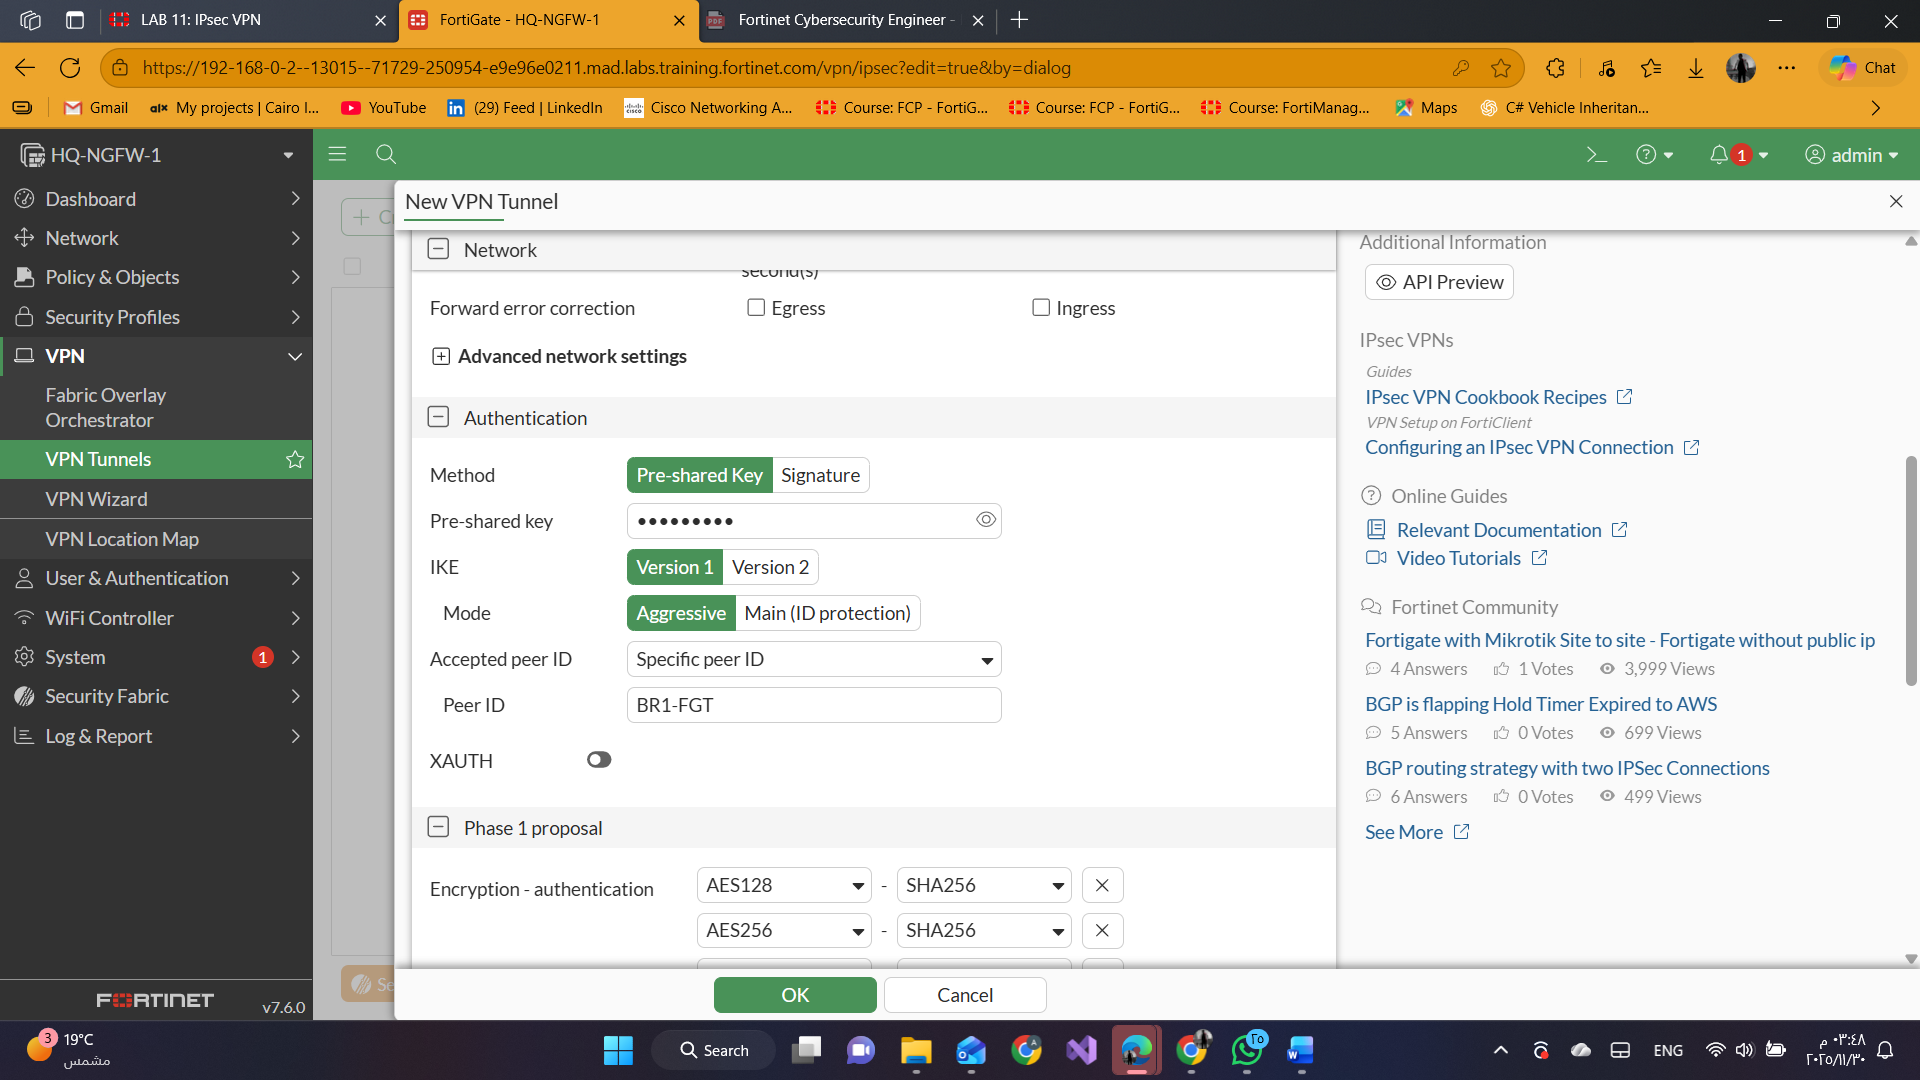 LAB 11: IPsec VPN
FortiGate - HQ-NGFW-1
Fortinet Cybersecurity Engineer -
https://192-168-0-2--13015--71729-250954-e9e96e0211.mad.labs.training.fortinet.com/vpn/ipsec?edit=true&by=dialog
Chat
Gmail
My projects | Cairo I...
YouTube
(29) Feed | LinkedIn
Cisco Networking A...
Course: FCP - FortiG...
Course: FCP - FortiG...
Course: FortiManag...
Maps
C# Vehicle Inheritan...
HQ-NGFW-1
1
admin
Dashboard
Network
Policy & Objects
Security Profiles
VPN
Fabric Overlay
Orchestrator
VPN Tunnels
VPN Wizard
VPN Location Map
User & Authentication
WiFi Controller
System
1
Security Fabric
Log & Report
FORTINET
v7.6.0
New VPN Tunnel
Network
second(s)
Forward error correction
Egress
Ingress
Advanced network settings
Authentication
Method
Pre-shared Key
Signature
Pre-shared key
•••••••••
IKE
Version 1
Version 2
Mode
Aggressive
Main (ID protection)
Accepted peer ID
Specific peer ID
Peer ID
BR1-FGT
XAUTH
Phase 1 proposal
Encryption - authentication
AES128
-
SHA256
AES256
-
SHA256
OK
Cancel
Additional Information
API Preview
IPsec VPNs
Guides
IPsec VPN Cookbook Recipes
VPN Setup on FortiClient
Configuring an IPsec VPN Connection
Online Guides
Relevant Documentation
Video Tutorials
Fortinet Community
Fortigate with Mikrotik Site to site - Fortigate without public ip
4 Answers
1 Votes
3,999 Views
BGP is flapping Hold Timer Expired to AWS
5 Answers
0 Votes
699 Views
BGP routing strategy with two IPSec Connections
6 Answers
0 Votes
499 Views
See More
3
19°C
مشمس
Search
٢٥
ENG
٠٣:٤٨ م
٢٠٢٥/١١/٣٠